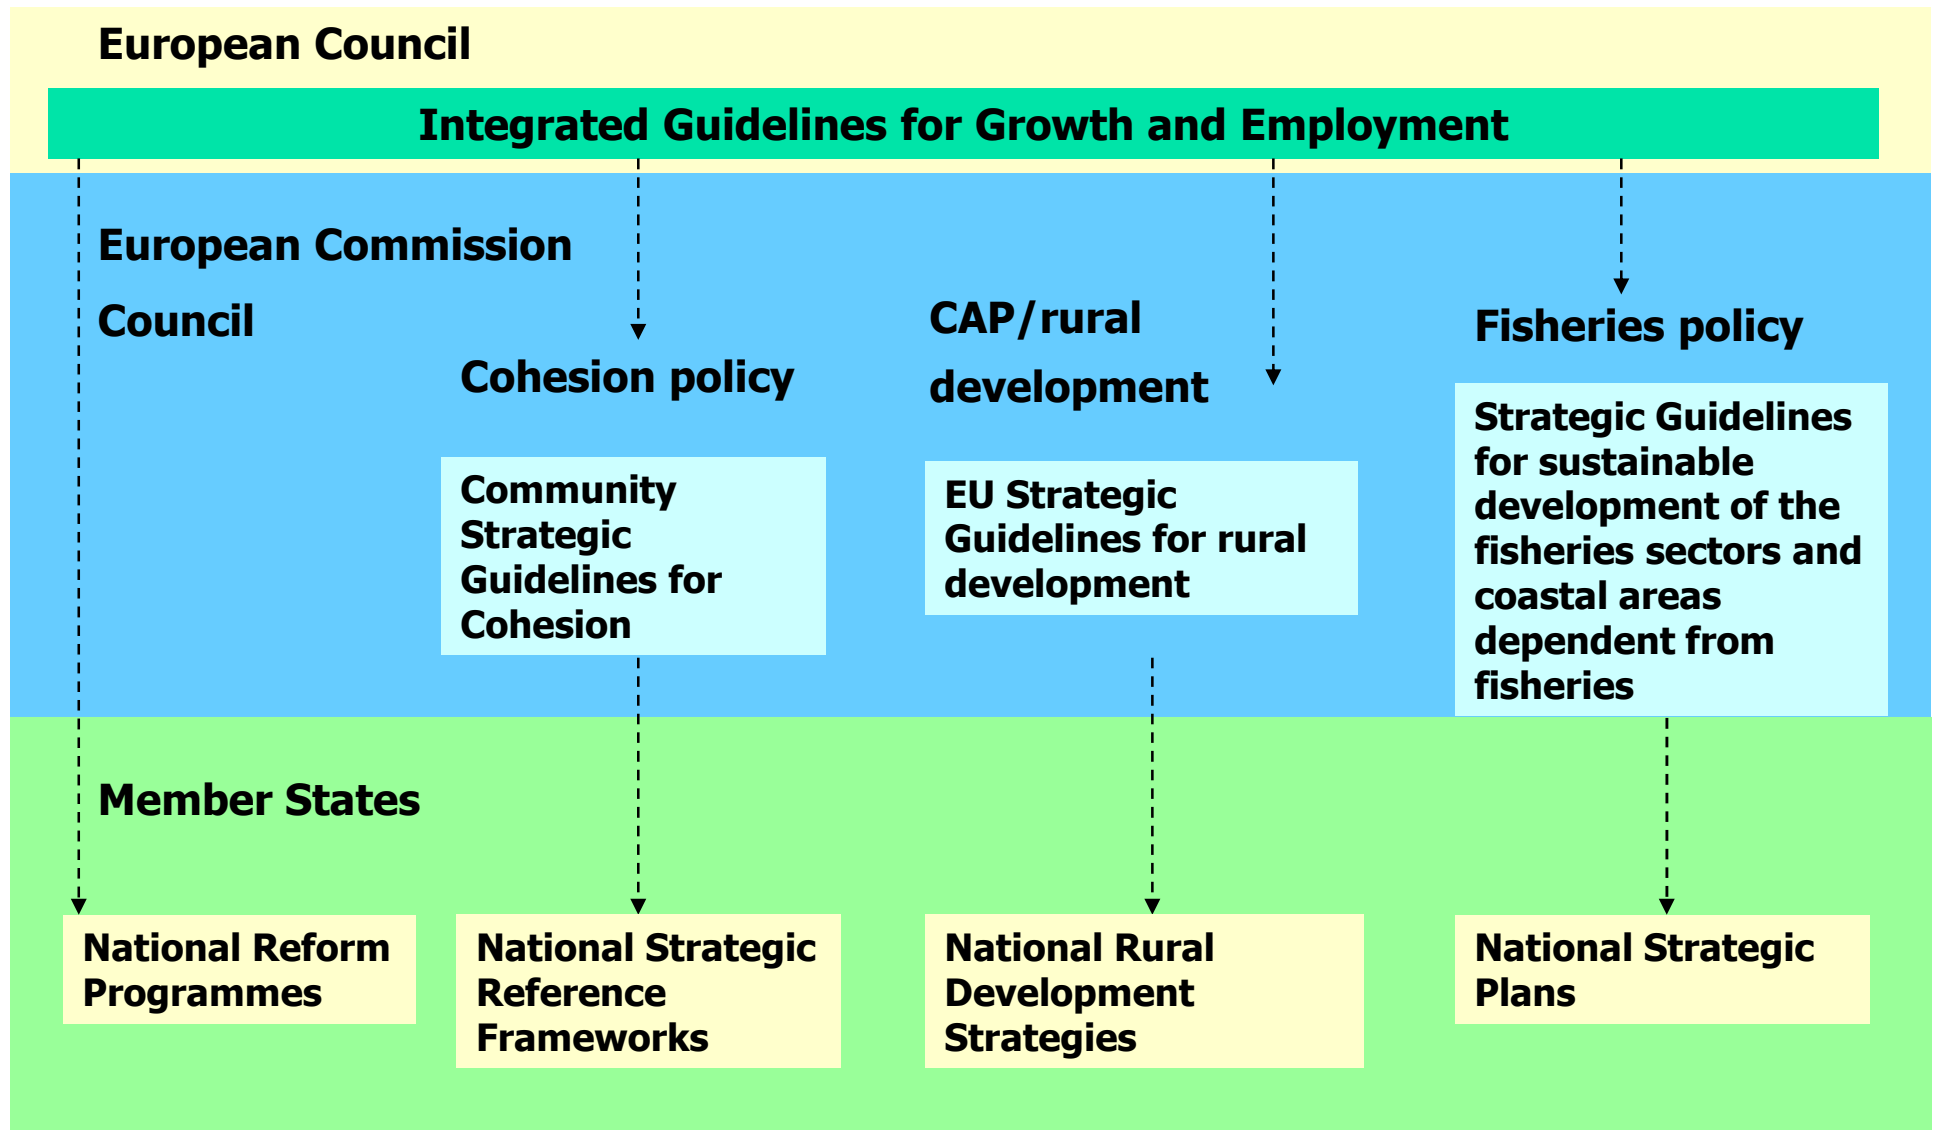 European Council
Integrated Guidelines for Growth and Employment
European Commission
Council
Cohesion policy
Community
Strategic
Guidelines for
Cohesion
CAP/rural
development
EU Strategic
Guidelines for rural
development
Fisheries policy
Strategic Guidelines
for sustainable
development of the
fisheries sectors and
coastal areas
dependent from
fisheries
Member States
National Reform
Programmes
National Strategic
Reference
Frameworks
National Rural
Development
Strategies
National Strategic
Plans